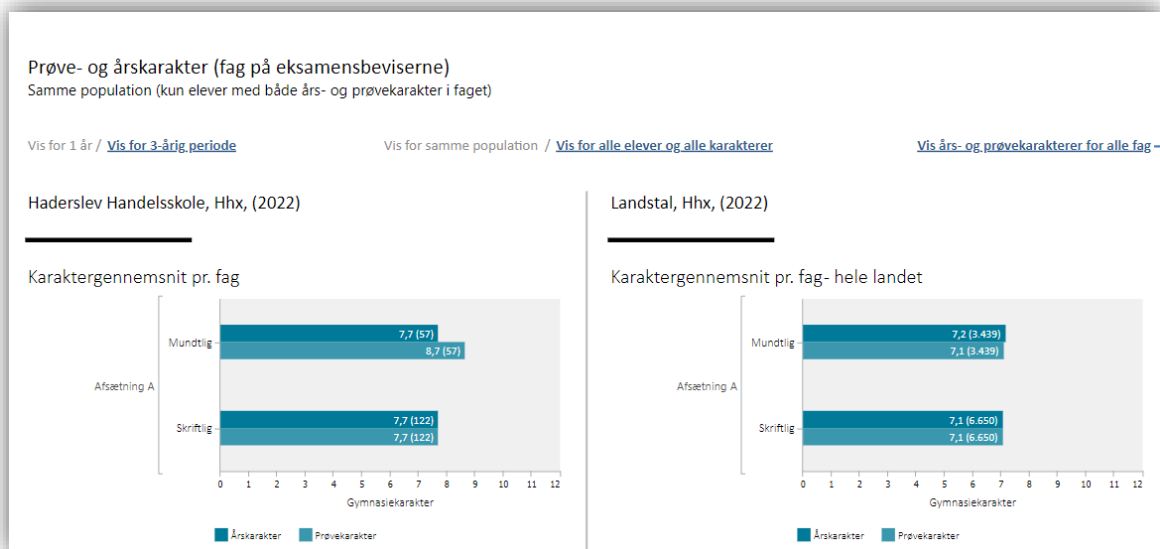 Prøve- og årskarakter (fag på eksamensbeviserne)
Samme population (kun elever med både års- og prøvekarakter i faget)
Vis for 1 år / Vis for 3-årig periode
Vis for samme population / Vis for alle elever og alle karakterer
Vis års- og prøvekarakterer for alle fag
Haderslev Handelsskole, Hhx, (2022)
Karaktergennemsnit pr. fag
Afsætning A
Mundtlig
7,7 (57)
8,7 (57)
Skriftlig
7,7 (122)
7,7 (122)
0 1 2 3 4 5 6 7 8 9 10 11 12
Gymnasiekarakter
Årskarakter Prøvekarakter
Landstal, Hhx, (2022)
Karaktergennemsnit pr. fag- hele landet
Afsætning A
Mundtlig
7,2 (3.439)
7,1 (3.439)
Skriftlig
7,1 (6.650)
7,1 (6.650)
0 1 2 3 4 5 6 7 8 9 10 11 12
Gymnasiekarakter
Årskarakter Prøvekarakter